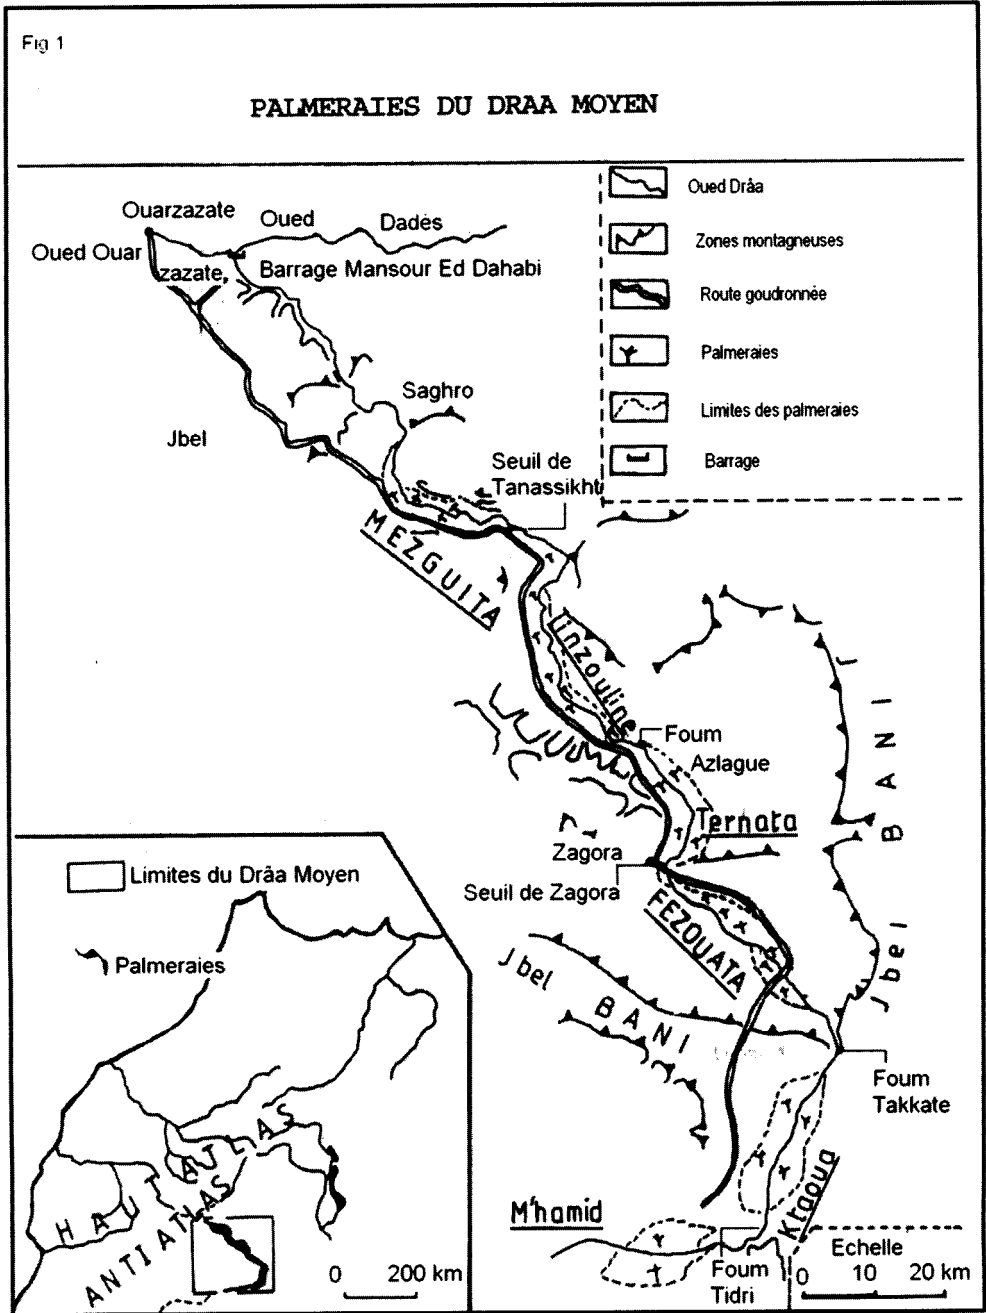 Fig 1
PALMERAIES DU DRAA MOYEN
Oued Drâa
Zones montagneuses
Route goudronnée
Palmeraies
Limites des palmeraies
Barrage
Ouarzazate
Oued Dadès
Oued Ouar
zazate,
Barrage Mansour Ed Dahabi
Saghro
Jbel
Seuil de
Tanassikht
MEZGUITA
Tinzouline
Foum
Azlague
Ternata
Zagora
Seuil de Zagora
FEZOUATA
Jbel BANI
Jbel
BANI
Foum
Takkate
Ktaoua
M'hamid
Foum
Tidri
Echelle
0 10 20 km
Limites du Drâa Moyen
Palmeraies
HAUT ATLAS
ANTI ATLAS
0 200 km